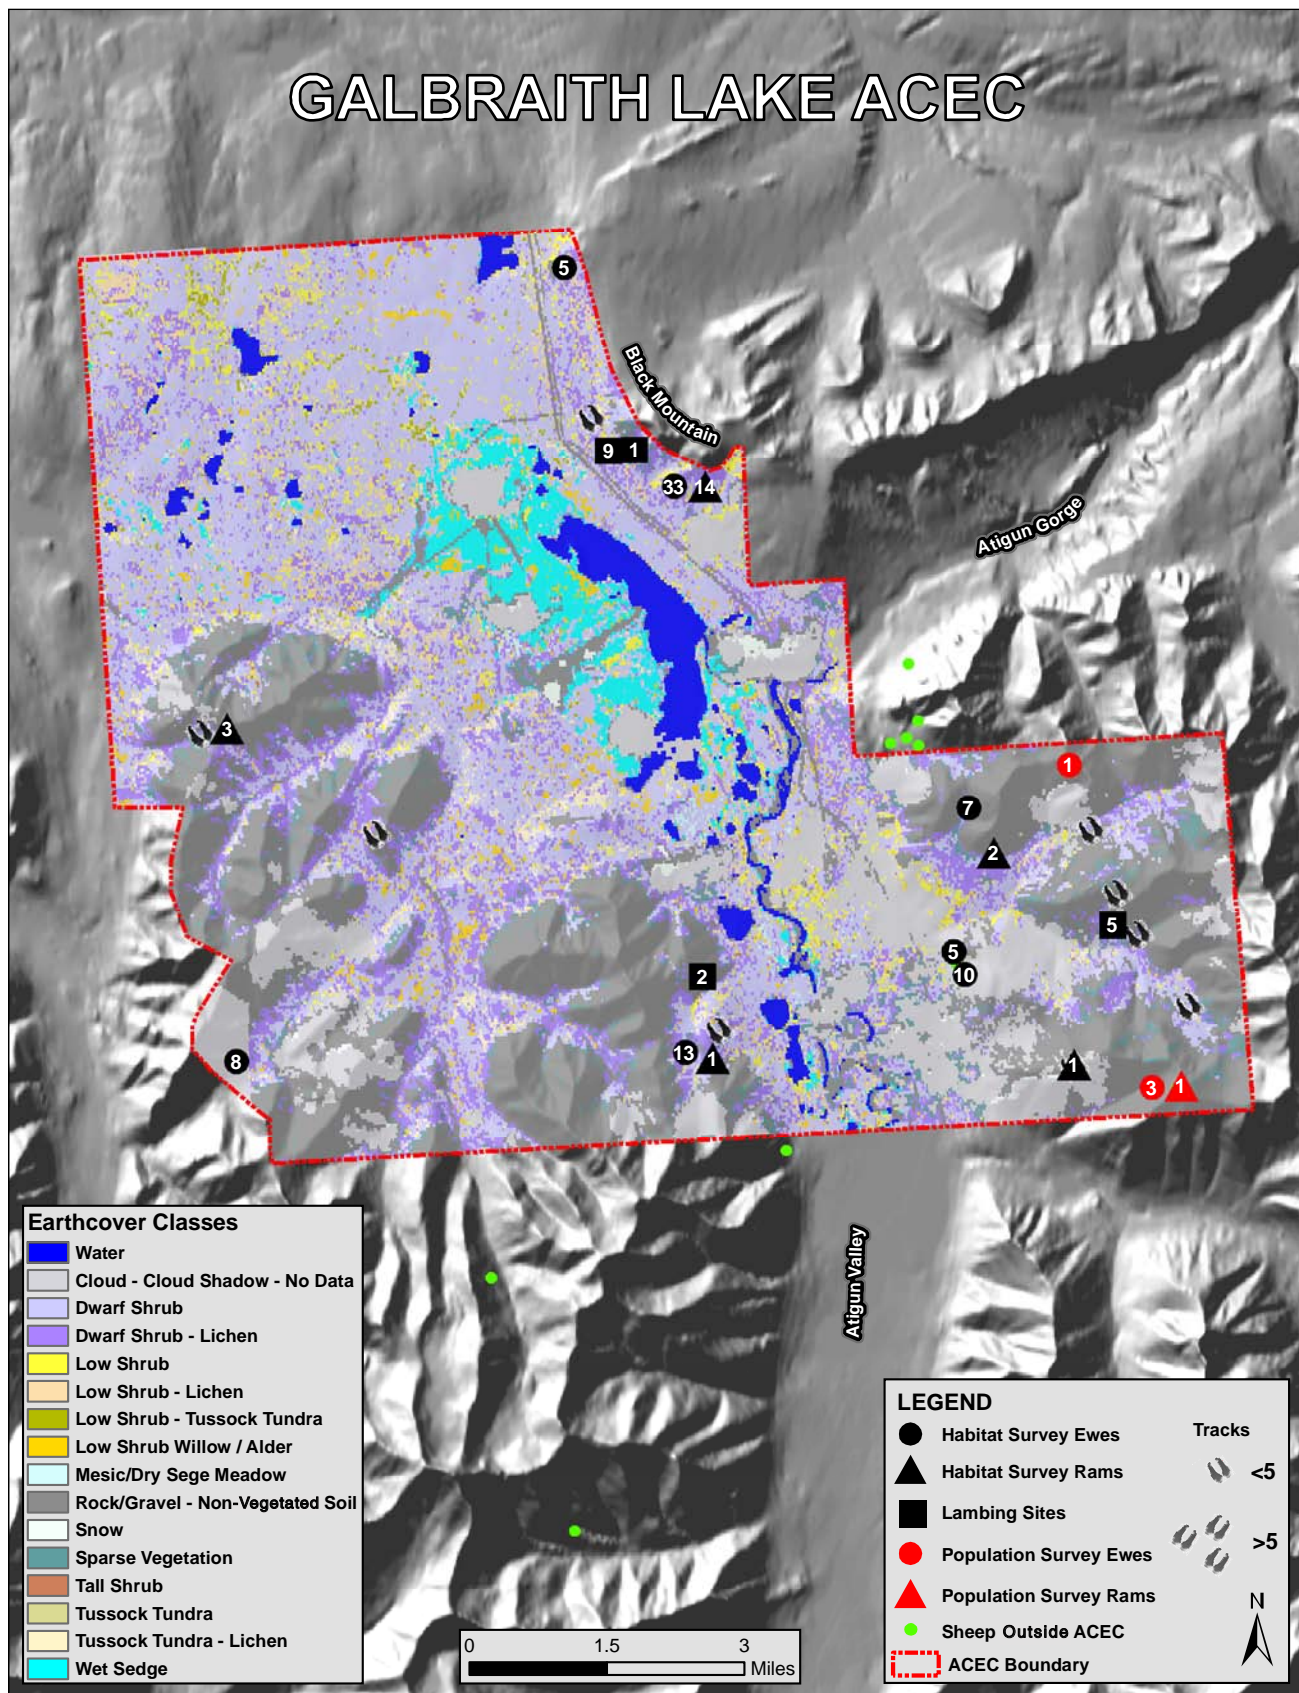 GALBRAITH LAKE ACEC
5
Black Mountain
9 1
33 14
Atigun Gorge
3
1
7
2
5
5
10
2
13 1
8
1
3 1
Atigun Valley
Earthcover Classes
Water
Cloud - Cloud Shadow - No Data
Dwarf Shrub
Dwarf Shrub - Lichen
Low Shrub
Low Shrub - Lichen
Low Shrub - Tussock Tundra
Low Shrub Willow / Alder
Mesic/Dry Sege Meadow
Rock/Gravel - Non-Vegetated Soil
Snow
Sparse Vegetation
Tall Shrub
Tussock Tundra
Tussock Tundra - Lichen
Wet Sedge
0 1.5 3
Miles
LEGEND
Habitat Survey Ewes
Habitat Survey Rams
Lambing Sites
Population Survey Ewes
Population Survey Rams
Sheep Outside ACEC
ACEC Boundary
Tracks
<5
>5
N